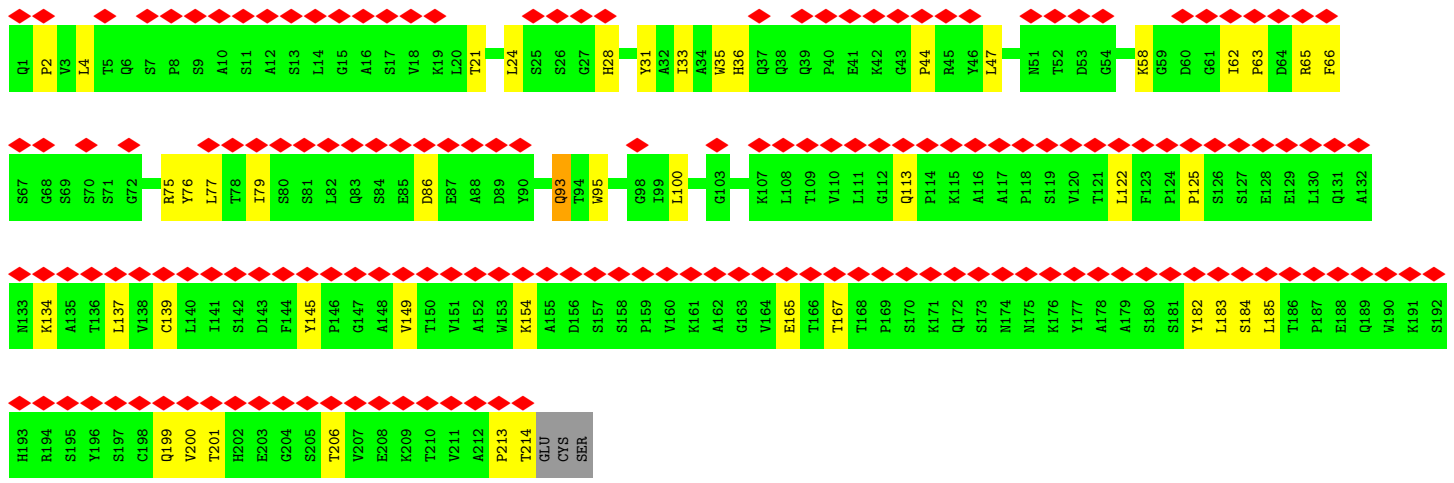 Q1 P2 V3 L4 T5 Q6 S7 P8 S9 A10 S11 A12 S13 L14 G15 A16 S17 V18 K19 L20 T21 L24 S25 S26 G27 H28 Y31 A32 I33 A34 W35 H36 Q37 Q38 Q39 P40 E41 K42 G43 P44 R45 Y46 L47 N51 T52 D53 G54 K58 G59 D60 G61 I62 P63 D64 R65 F66
S67 G68 S69 S70 S71 G72 R75 Y76 L77 T78 I79 S80 S81 L82 Q83 S84 E85 D86 E87 A88 D89 Y90 Q93 T94 W95 G98 I99 L100 G103 K107 L108 T109 V110 L111 G112 Q113 P114 K115 A116 A117 P118 S119 V120 T121 L122 F123 P124 P125 S126 S127 E128 E129 L130 Q131 A132
N133 K134 A135 T136 L137 V138 C139 L140 I141 S142 D143 F144 Y145 P146 G147 A148 V149 T150 V151 A152 W153 K154 A155 D156 S157 S158 P159 V160 K161 A162 G163 V164 E165 T166 T167 T168 P169 S170 K171 Q172 S173 N174 N175 K176 Y177 A178 A179 S180 S181 Y182 L183 S184 L185 T186 P187 E188 Q189 W190 K191 S192
H193 R194 S195 Y196 S197 C198 Q199 V200 T201 H202 E203 G204 S205 T206 V207 E208 K209 T210 V211 A212 P213 T214 GLU CYS SER